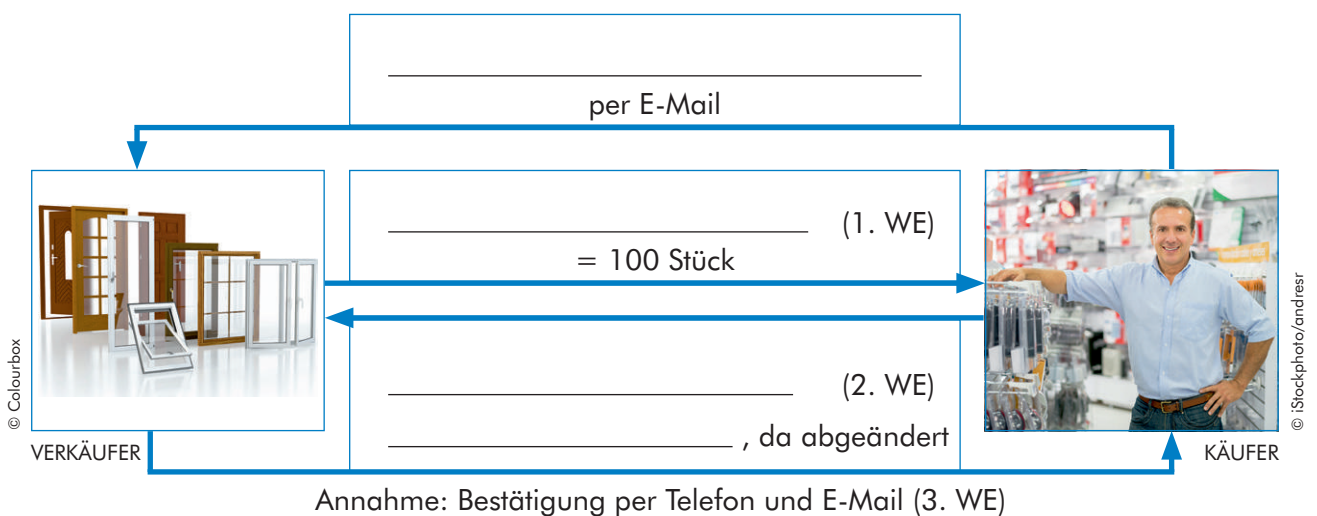 per E-Mail
(1. WE)
= 100 Stück
(2. WE)
, da abgeändert
© Colourbox
VERKÄUFER
© iStockphoto/andresr
KÄUFER
Annahme: Bestätigung per Telefon und E-Mail (3. WE)